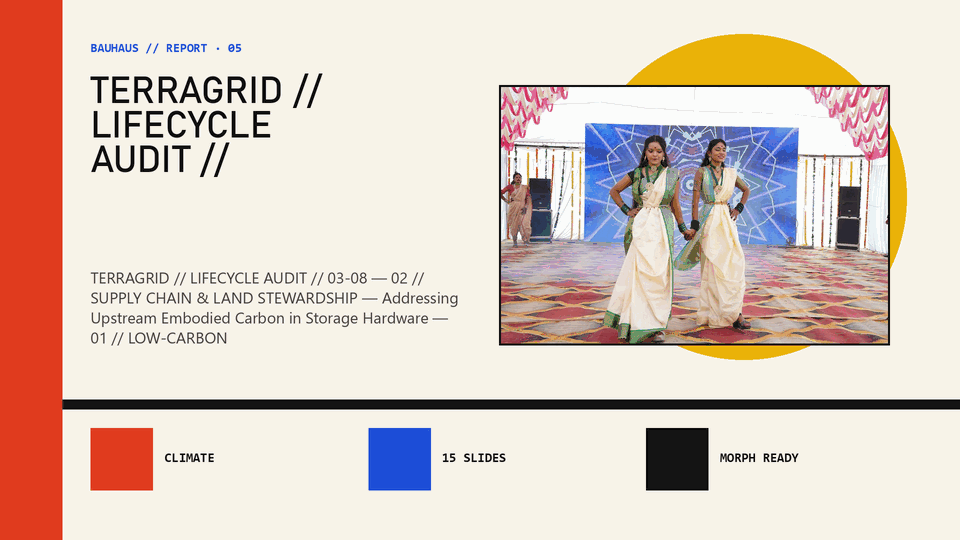 BAUHAUS // REPORT · 05
TERRAGRID //
LIFECYCLE
AUDIT //
TERRAGRID // LIFECYCLE AUDIT // 03-08 — 02 //
SUPPLY CHAIN & LAND STEWARDSHIP — Addressing
Upstream Embodied Carbon in Storage Hardware —
01 // LOW-CARBON
CLIMATE
15 SLIDES
MORPH READY